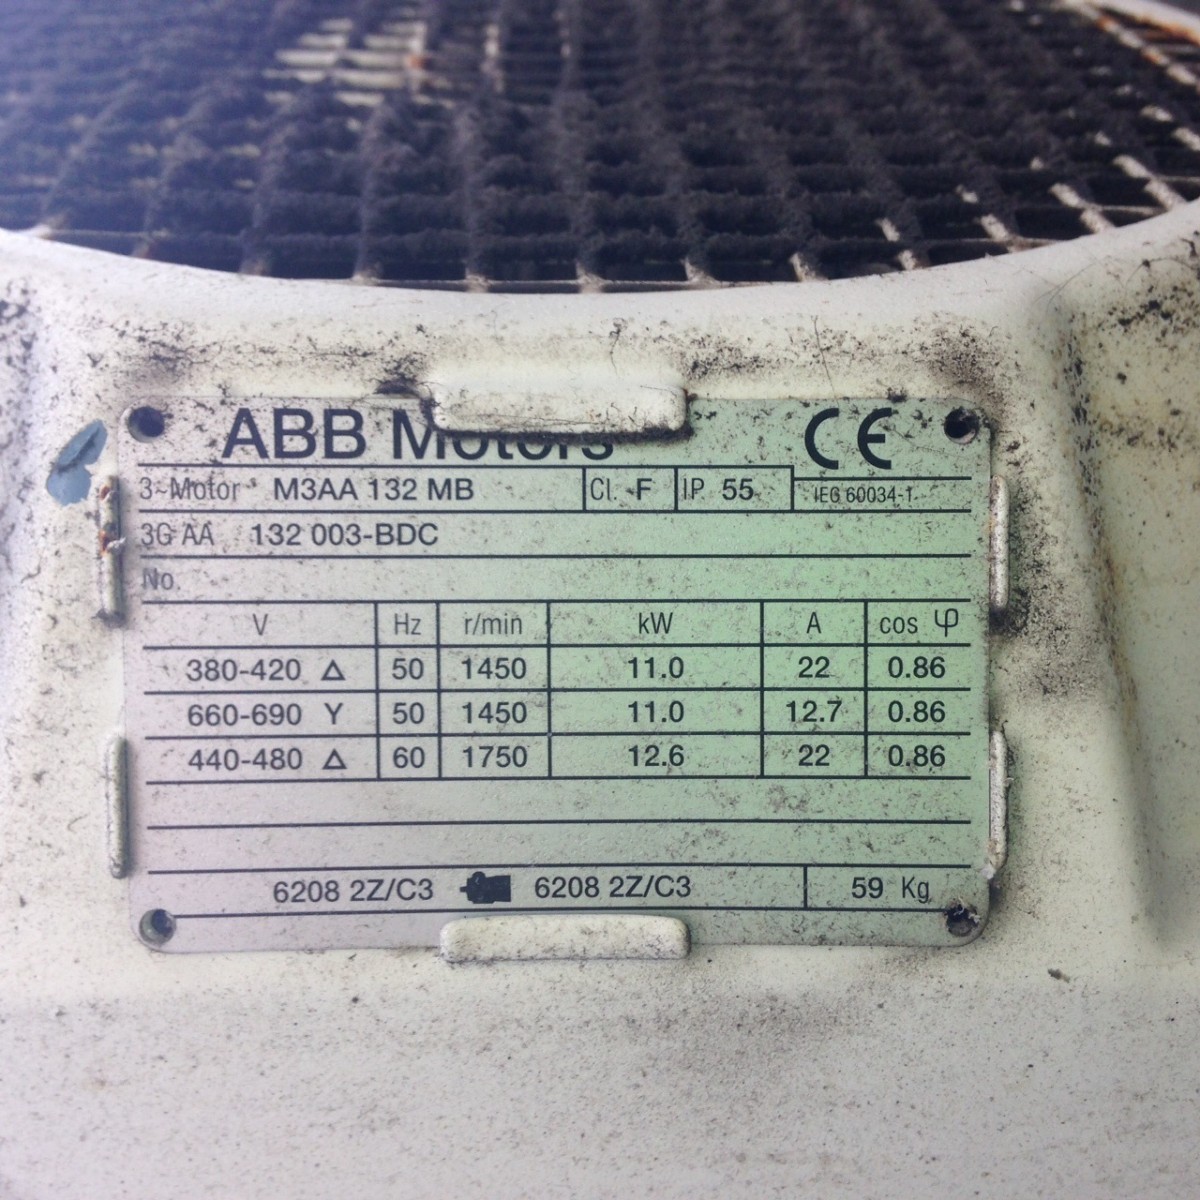 ABB Motors CE
3~Motor M3AA 132 MB Cl. F IP 55 IEC 60034-1
3G AA 132 003-BDC
No.
V Hz r/min kW A cos φ
380-420 Δ 50 1450 11.0 22 0.86
660-690 Y 50 1450 11.0 12.7 0.86
440-480 Δ 60 1750 12.6 22 0.86
6208 2Z/C3 6208 2Z/C3 59 Kg